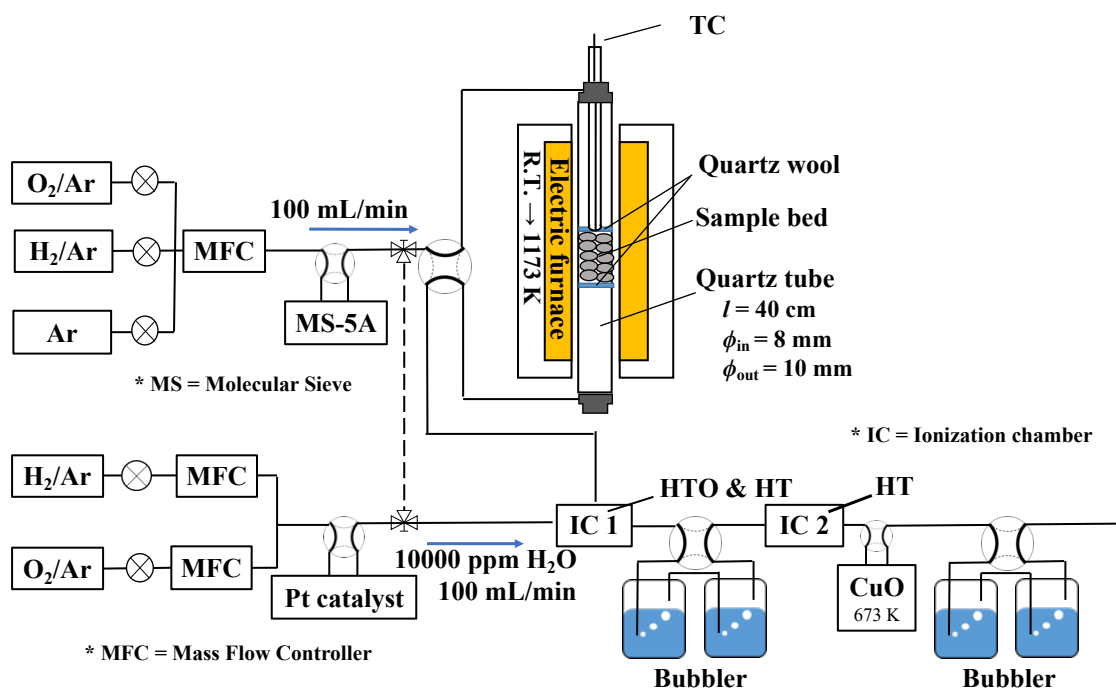 TC
O₂/Ar
H₂/Ar
Ar
MFC
100 mL/min
MS-5A
* MS = Molecular Sieve
R.T. → 1173 K
Electric furnace
Quartz wool
Sample bed
Quartz tube
l = 40 cm
ϕin = 8 mm
ϕout = 10 mm
* IC = Ionization chamber
H₂/Ar
MFC
O₂/Ar
MFC
Pt catalyst
10000 ppm H₂O
100 mL/min
HTO & HT
IC 1
HT
IC 2
CuO
673 K
Bubbler
Bubbler
* MFC = Mass Flow Controller